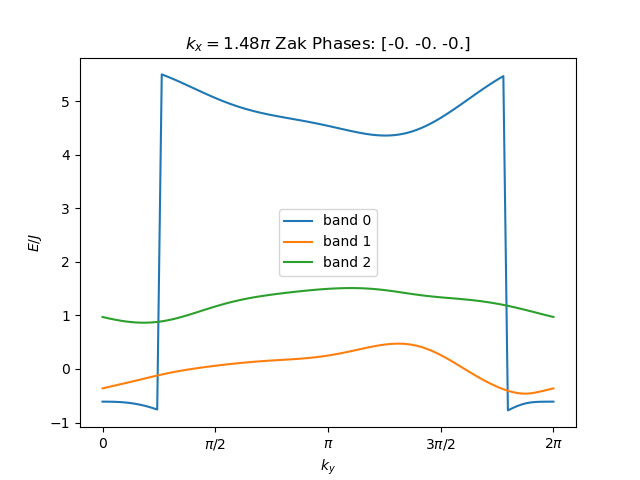 $k_x = 1.48\pi$ Zak Phases: [-0. -0. -0.]
E/J
5
4
3
2
1
0
−1
band 0
band 1
band 2
0 π/2 π 3π/2 2π
$k_y$